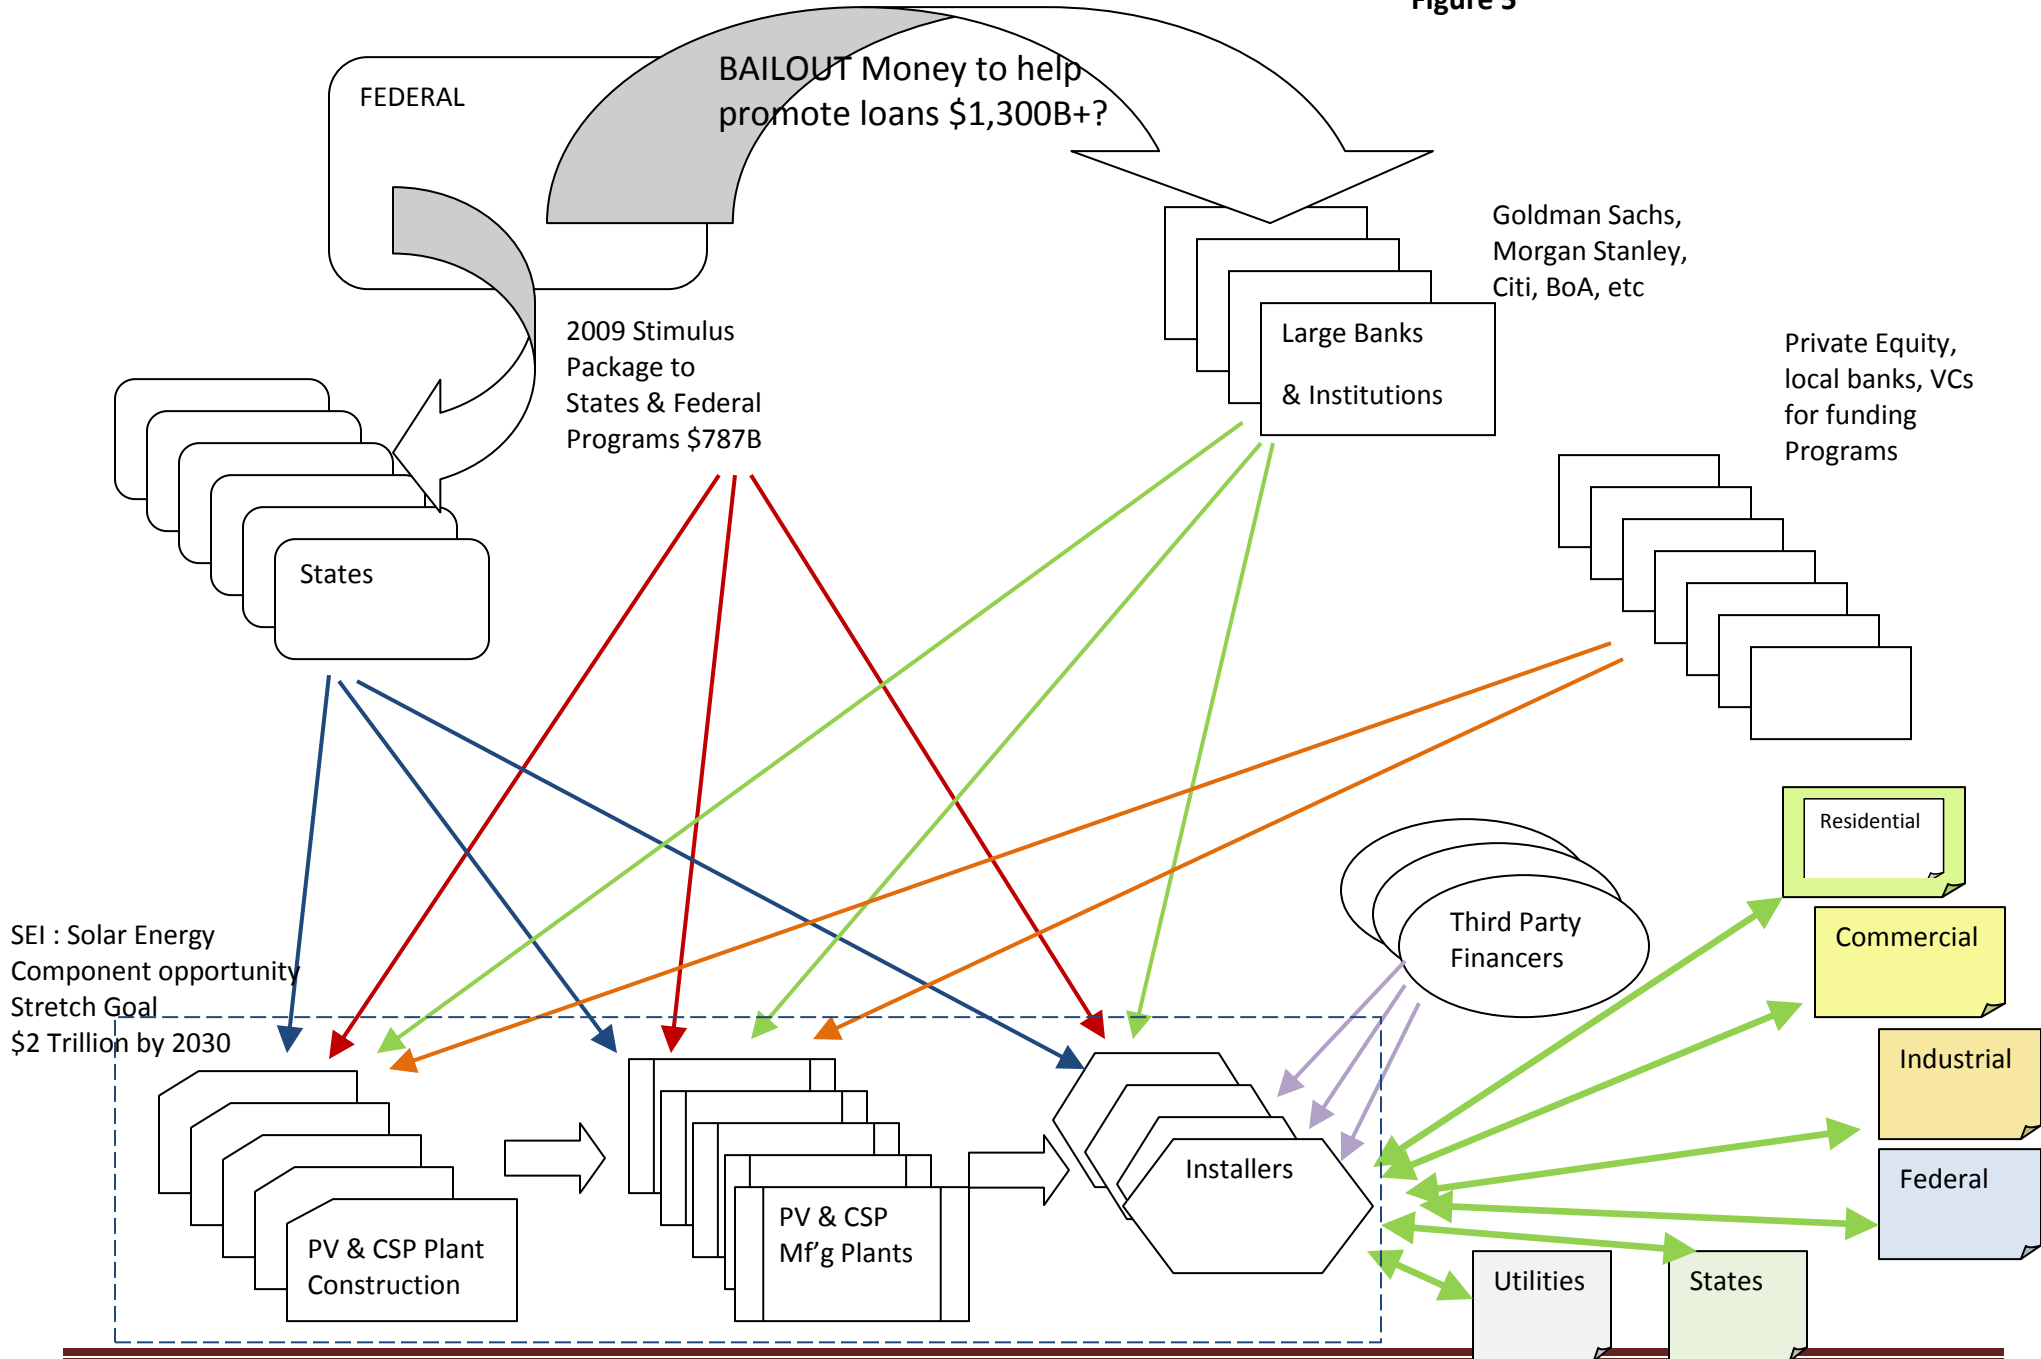 Figure 3
FEDERAL
BAILOUT Money to help
promote loans $1,300B+?
Goldman Sachs,
Morgan Stanley,
Citi, BoA, etc
2009 Stimulus
Package to
States & Federal
Programs $787B
Large Banks
& Institutions
Private Equity,
local banks, VCs
for funding
Programs
States
Residential
Third Party
Financers
Commercial
SEI : Solar Energy
Component opportunity
Stretch Goal
$2 Trillion by 2030
Industrial
Installers
Federal
PV & CSP Plant
Construction
PV & CSP
Mf’g Plants
Utilities
States